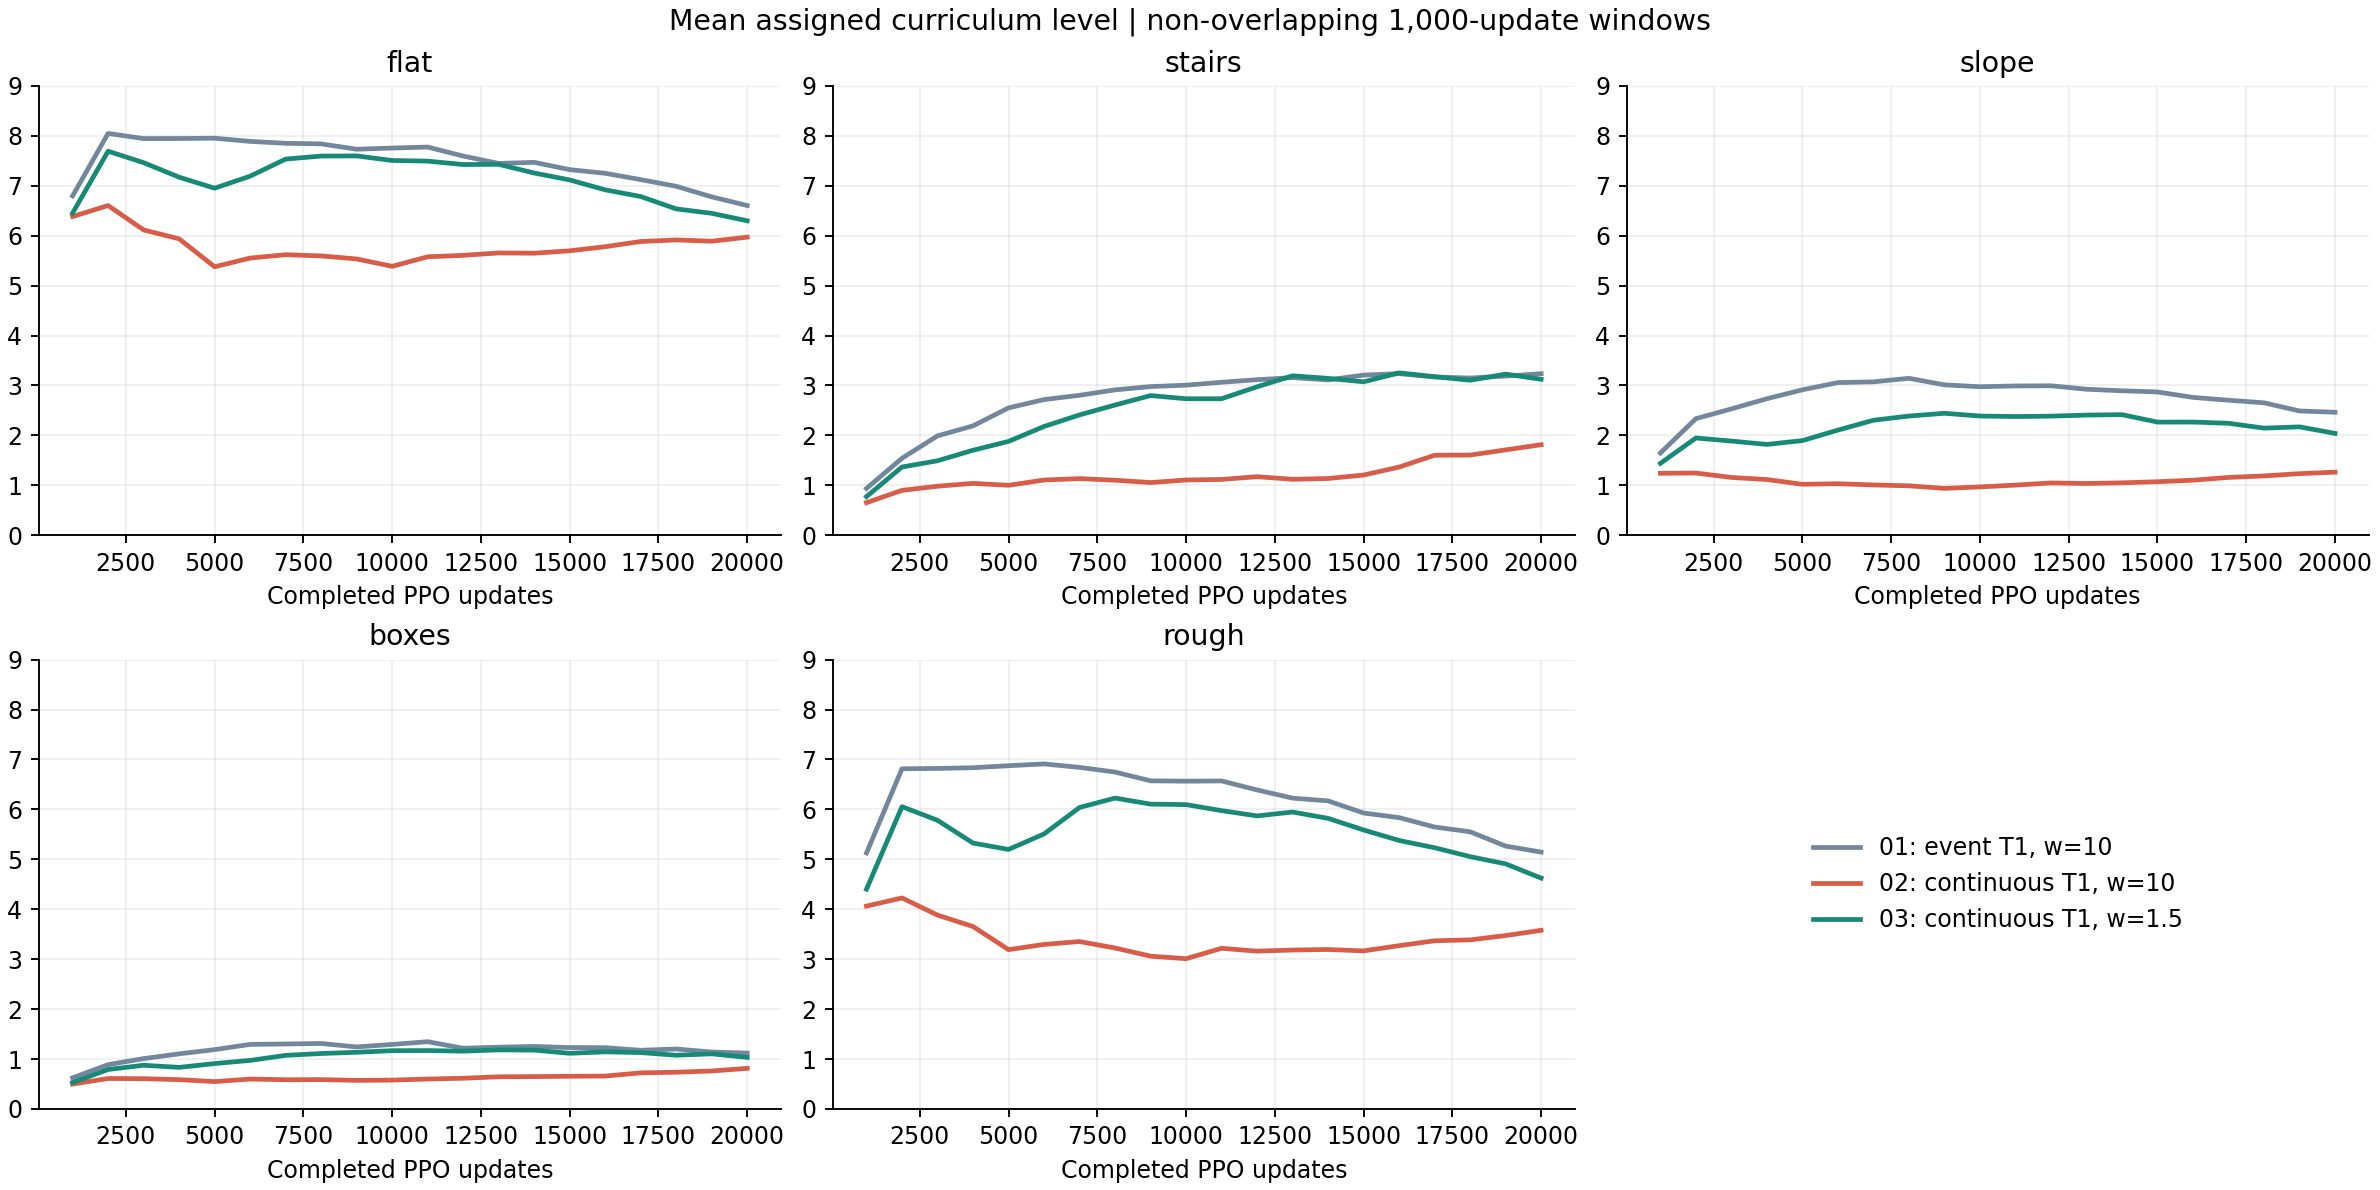 Mean assigned curriculum level | non-overlapping 1,000-update windows
flat
9
8
7
6
5
4
3
2
1
0
2500 5000 7500 10000 12500 15000 17500 20000
Completed PPO updates
stairs
9
8
7
6
5
4
3
2
1
0
2500 5000 7500 10000 12500 15000 17500 20000
Completed PPO updates
slope
9
8
7
6
5
4
3
2
1
0
2500 5000 7500 10000 12500 15000 17500 20000
Completed PPO updates
boxes
9
8
7
6
5
4
3
2
1
0
2500 5000 7500 10000 12500 15000 17500 20000
Completed PPO updates
rough
9
8
7
6
5
4
3
2
1
0
2500 5000 7500 10000 12500 15000 17500 20000
Completed PPO updates
01: event T1, w=10
02: continuous T1, w=10
03: continuous T1, w=1.5